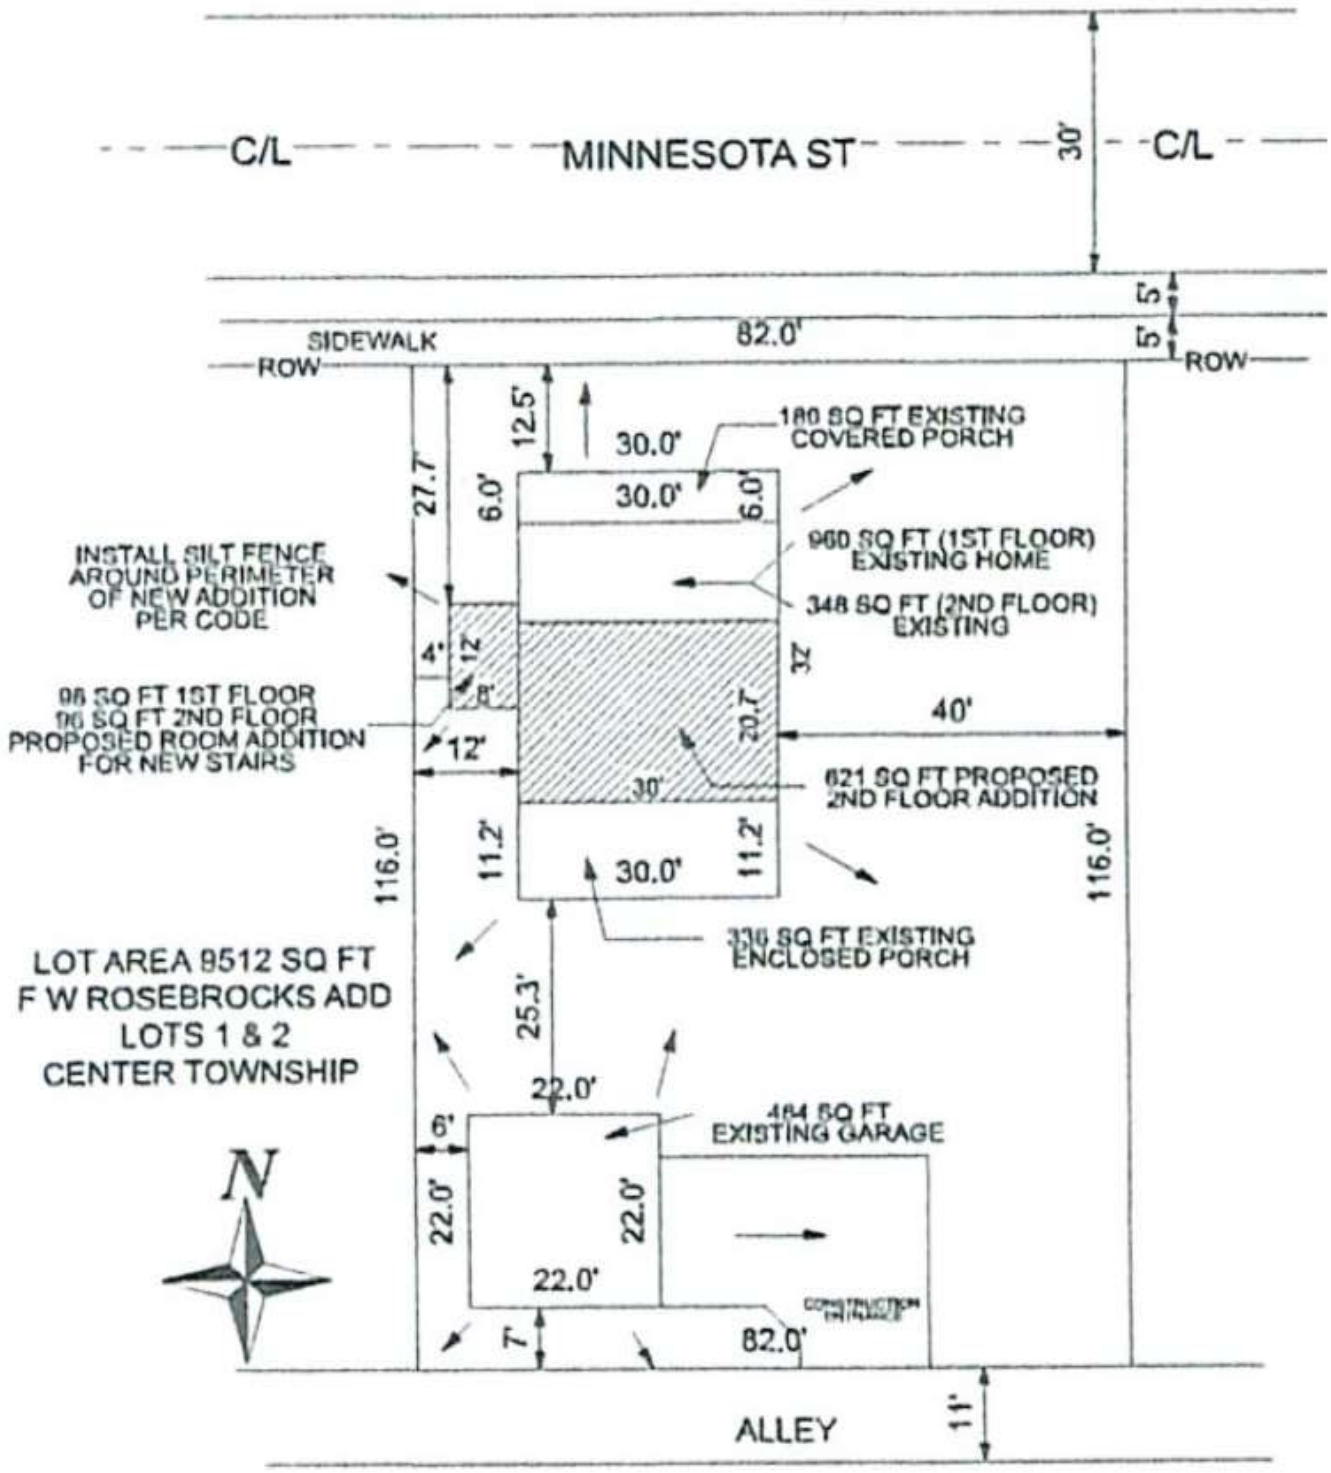 C/L
MINNESOTA ST
30'
C/L
5'
SIDEWALK
82.0'
5'
ROW
ROW
12.5'
180 SQ FT EXISTING
COVERED PORCH
30.0'
27.7'
6.0'
30.0'
6.0'
INSTALL SILT FENCE
AROUND PERIMETER
OF NEW ADDITION
PER CODE
960 SQ FT (1ST FLOOR)
EXISTING HOME
348 SQ FT (2ND FLOOR)
EXISTING
4'
12'
32'
8'
96 SQ FT 1ST FLOOR
96 SQ FT 2ND FLOOR
PROPOSED ROOM ADDITION
FOR NEW STAIRS
20.7'
40'
12'
30'
621 SQ FT PROPOSED
2ND FLOOR ADDITION
116.0'
11.2'
30.0'
11.2'
116.0'
336 SQ FT EXISTING
ENCLOSED PORCH
LOT AREA 9512 SQ FT
F W ROSEBROCKS ADD
LOTS 1 & 2
CENTER TOWNSHIP
25.3'
22.0'
484 SQ FT
EXISTING GARAGE
6'
N
22.0'
22.0'
22.0'
CONSTRUCTION
ENTRANCE
7'
82.0'
ALLEY
11'